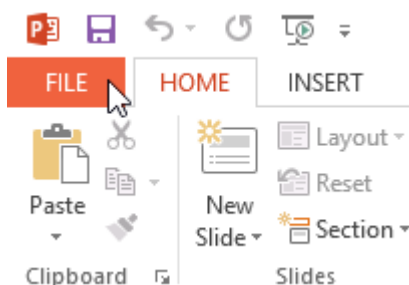 P
FILE HOME INSERT
Layout
Reset
Paste New
Slide Section
Clipboard Slides